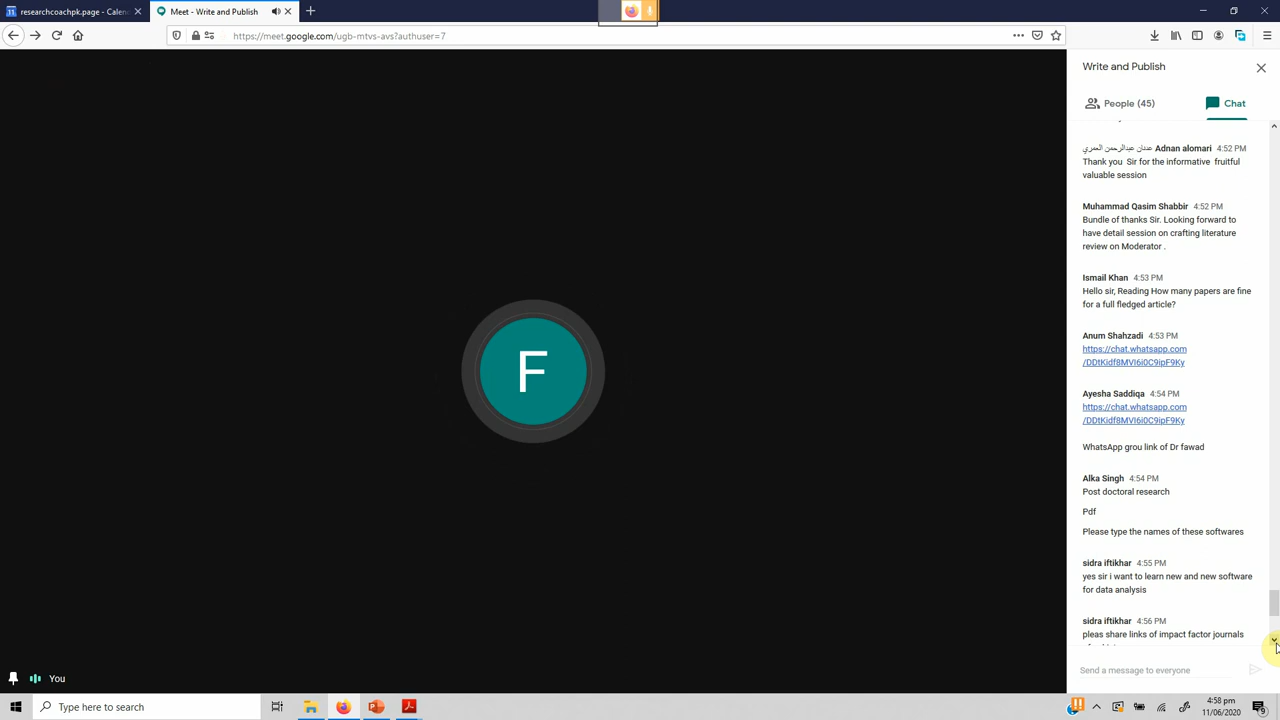 researchcoachpk.page - Calen
Meet - Write and Publish
https://meet.google.com/ugb-mtvs-avs?authuser=7
Write and Publish
People (45)
Chat
عدنان عبدالرحمن العمري Adnan alomari 4:52 PM
Thank you Sir for the informative fruitful
valuable session
Muhammad Qasim Shabbir 4:52 PM
Bundle of thanks Sir. Looking forward to
have detail session on crafting literature
review on Moderator .
Ismail Khan 4:53 PM
Hello sir, Reading How many papers are fine
for a full fledged article?
Anum Shahzadi 4:53 PM
https://chat.whatsapp.com
/DDtKidf8MVI6i0C9ipF9Ky
Ayesha Saddiqa 4:54 PM
https://chat.whatsapp.com
/DDtKidf8MVI6i0C9ipF9Ky
WhatsApp grou link of Dr fawad
Alka Singh 4:54 PM
Post doctoral research
Pdf
Please type the names of these softwares
sidra iftikhar 4:55 PM
yes sir i want to learn new and new software
for data analysis
sidra iftikhar 4:56 PM
pleas share links of impact factor journals
Send a message to everyone
F
You
Type here to search
4:58 pm
11/06/2020
9